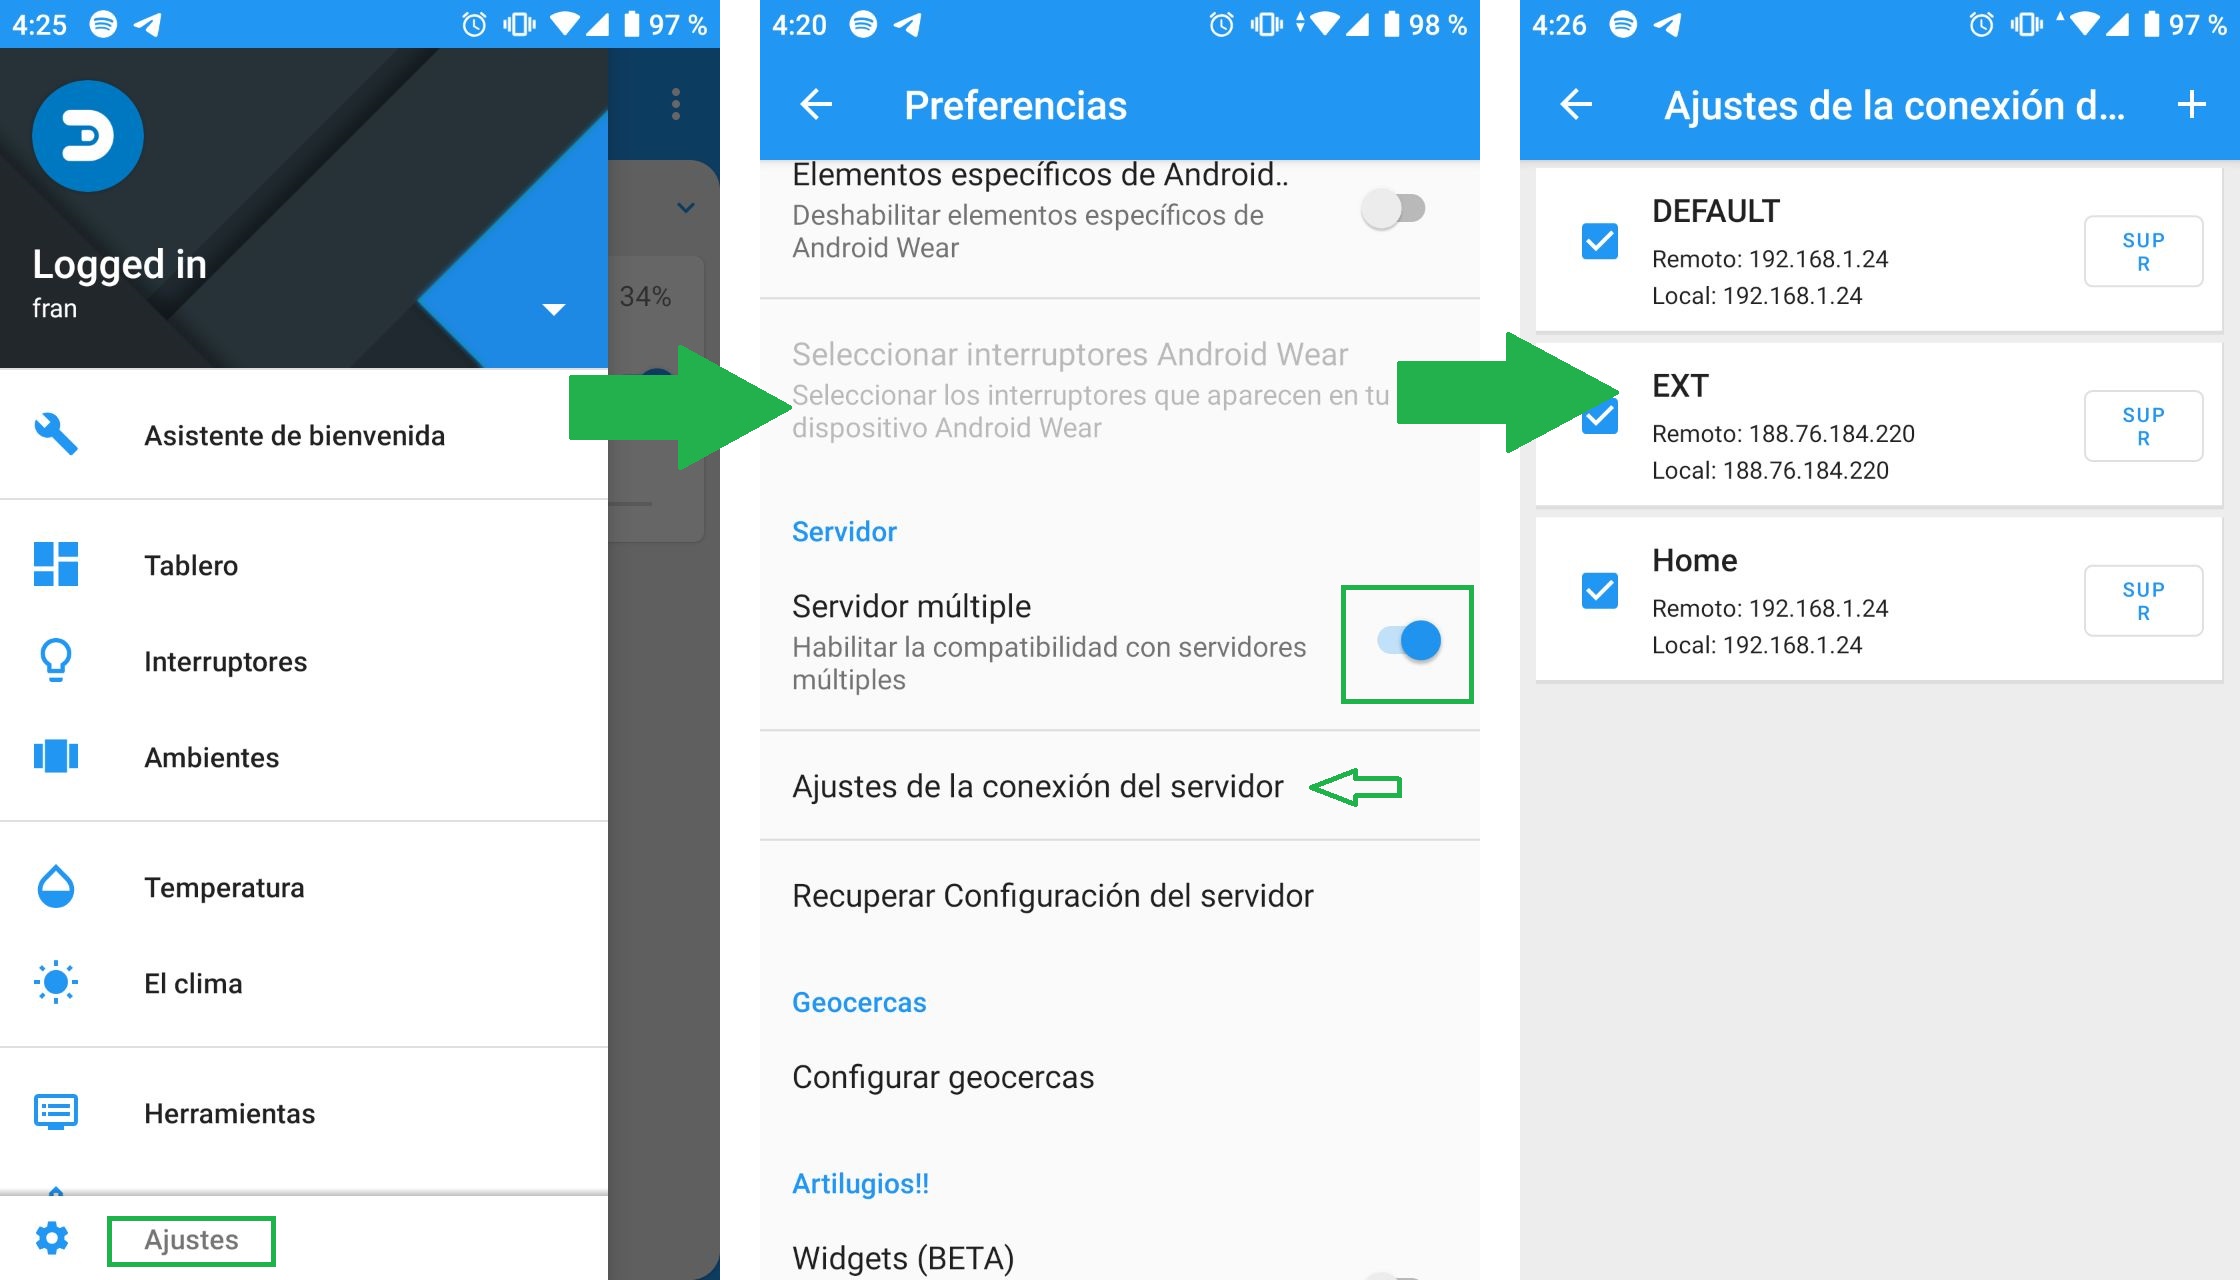 4:25
97 %
34%
Logged in
fran
Asistente de bienvenida
Tablero
Interruptores
Ambientes
Temperatura
El clima
Herramientas
Ajustes
4:20
98 %
Preferencias
Elementos específicos de Android..
Deshabilitar elementos específicos de
Android Wear
Seleccionar interruptores Android Wear
Seleccionar los interruptores que aparecen en tu
dispositivo Android Wear
Servidor
Servidor múltiple
Habilitar la compatibilidad con servidores
múltiples
Ajustes de la conexión del servidor
Recuperar Configuración del servidor
Geocercas
Configurar geocercas
Artilugios!!
Widgets (BETA)
4:26
97 %
Ajustes de la conexión d...
DEFAULT
Remoto: 192.168.1.24
Local: 192.168.1.24
SUP
R
EXT
Remoto: 188.76.184.220
Local: 188.76.184.220
SUP
R
Home
Remoto: 192.168.1.24
Local: 192.168.1.24
SUP
R